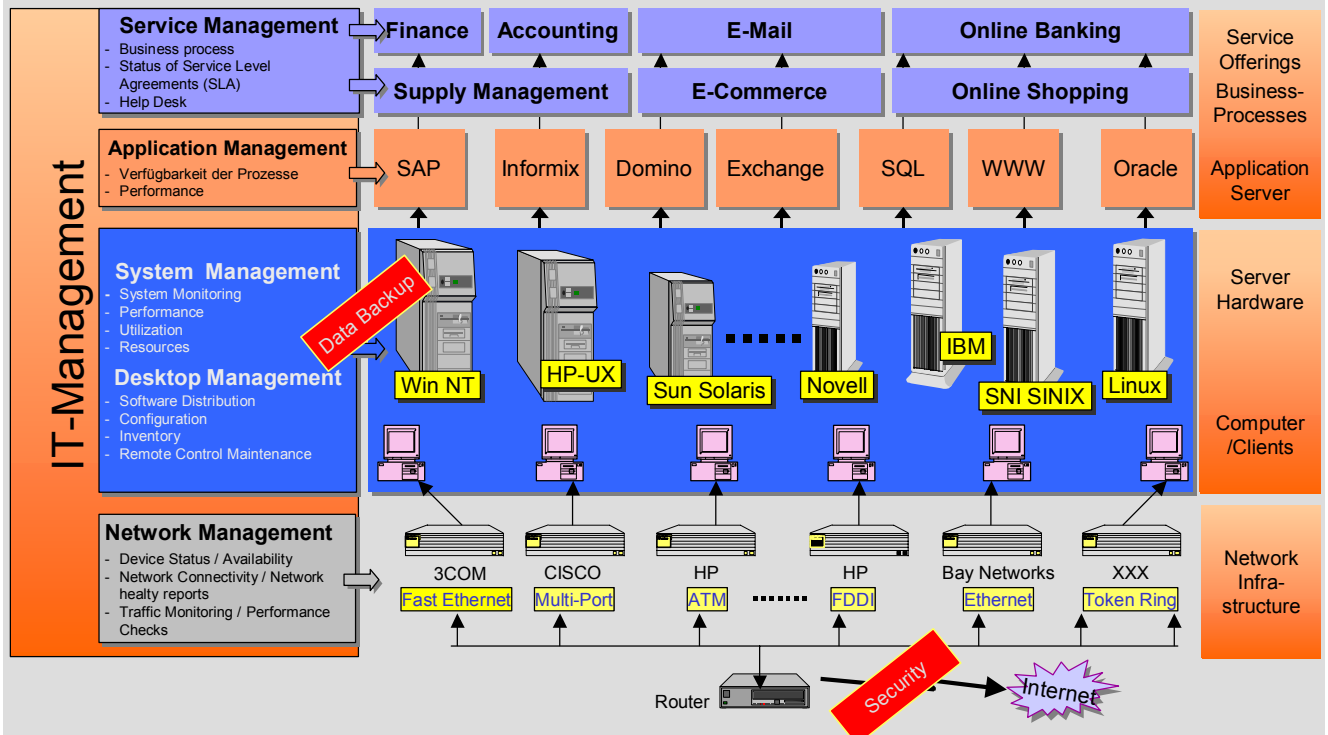 IT-Management
Service Management
- Business process
- Status of Service Level
Agreements (SLA)
- Help Desk
Finance
Accounting
E-Mail
Online Banking
Supply Management
E-Commerce
Online Shopping
Service
Offerings
Business-
Processes
Application
Server
Application Management
- Verfügbarkeit der Prozesse
- Performance
SAP
Informix
Domino
Exchange
SQL
WWW
Oracle
System Management
- System Monitoring
- Performance
- Utilization
- Resources
Desktop Management
- Software Distribution
- Configuration
- Inventory
- Remote Control Maintenance
Data Backup
Win NT
HP-UX
Sun Solaris
Novell
IBM
SNI SINIX
Linux
Server
Hardware
Computer
/Clients
Network Management
- Device Status / Availability
- Network Connectivity / Network
healty reports
- Traffic Monitoring / Performance
Checks
3COM
CISCO
HP
HP
Bay Networks
XXX
Fast Ethernet
Multi-Port
ATM
FDDI
Ethernet
Token Ring
Network
Infra-
structure
Router
Security
Internet